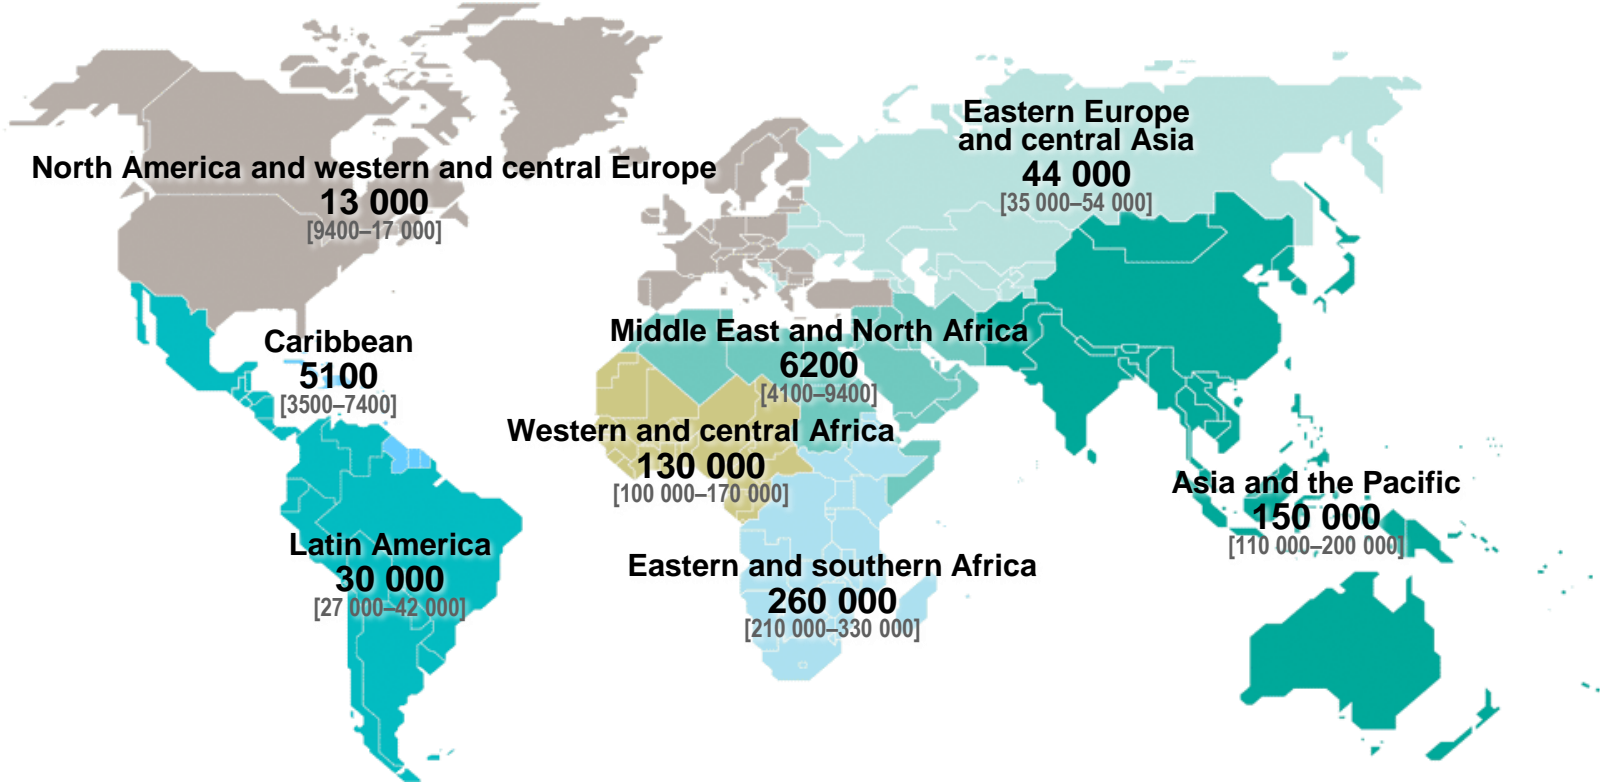 Eastern Europe
and central Asia
44 000
[35 000–54 000]
North America and western and central Europe
13 000
[9400–17 000]
Middle East and North Africa
6200
[4100–9400]
Caribbean
5100
[3500–7400]
Western and central Africa
130 000
[100 000–170 000]
Asia and the Pacific
150 000
[110 000–200 000]
Latin America
30 000
[27 000–42 000]
Eastern and southern Africa
260 000
[210 000–330 000]